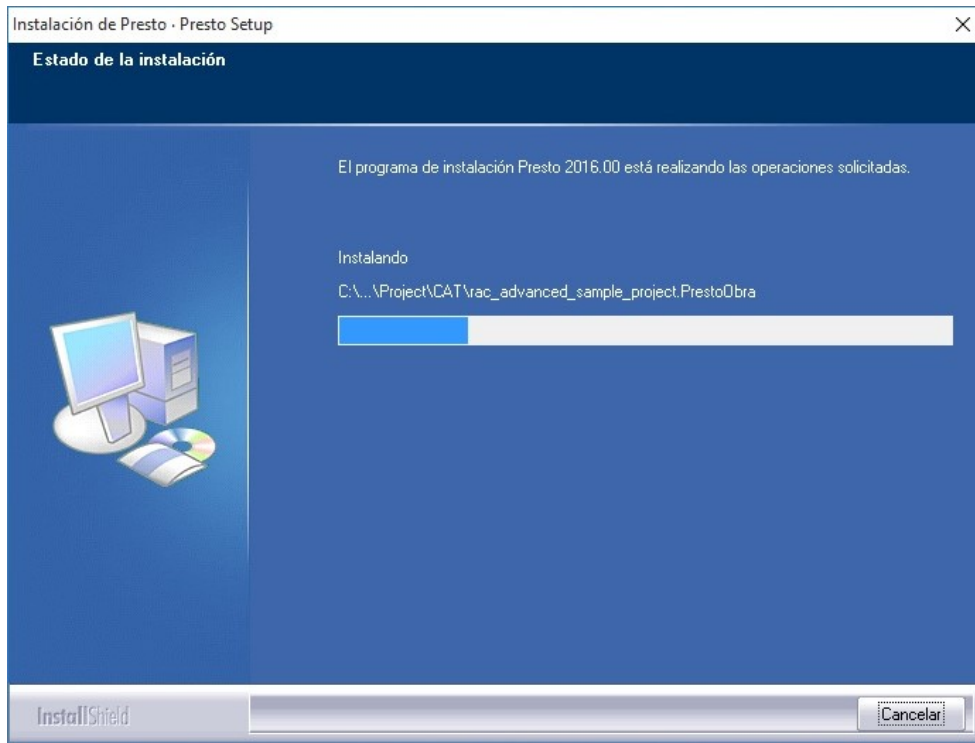 Instalación de Presto · Presto Setup
Estado de la instalación
El programa de instalación Presto 2016.00 está realizando las operaciones solicitadas.
Instalando
C:\...\Project\CAT\rac_advanced_sample_project.PrestoObra
InstallShield
Cancelar